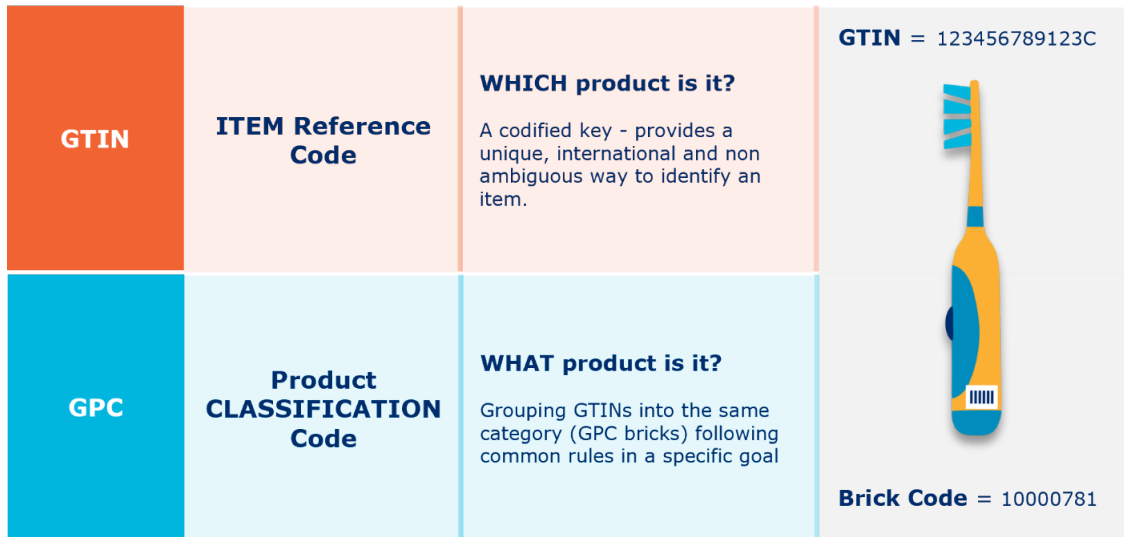 GTIN
ITEM Reference
Code
WHICH product is it?
A codified key - provides a
unique, international and non
ambiguous way to identify an
item.
GTIN = 123456789123C
GPC
Product
CLASSIFICATION
Code
WHAT product is it?
Grouping GTINs into the same
category (GPC bricks) following
common rules in a specific goal
Brick Code = 10000781